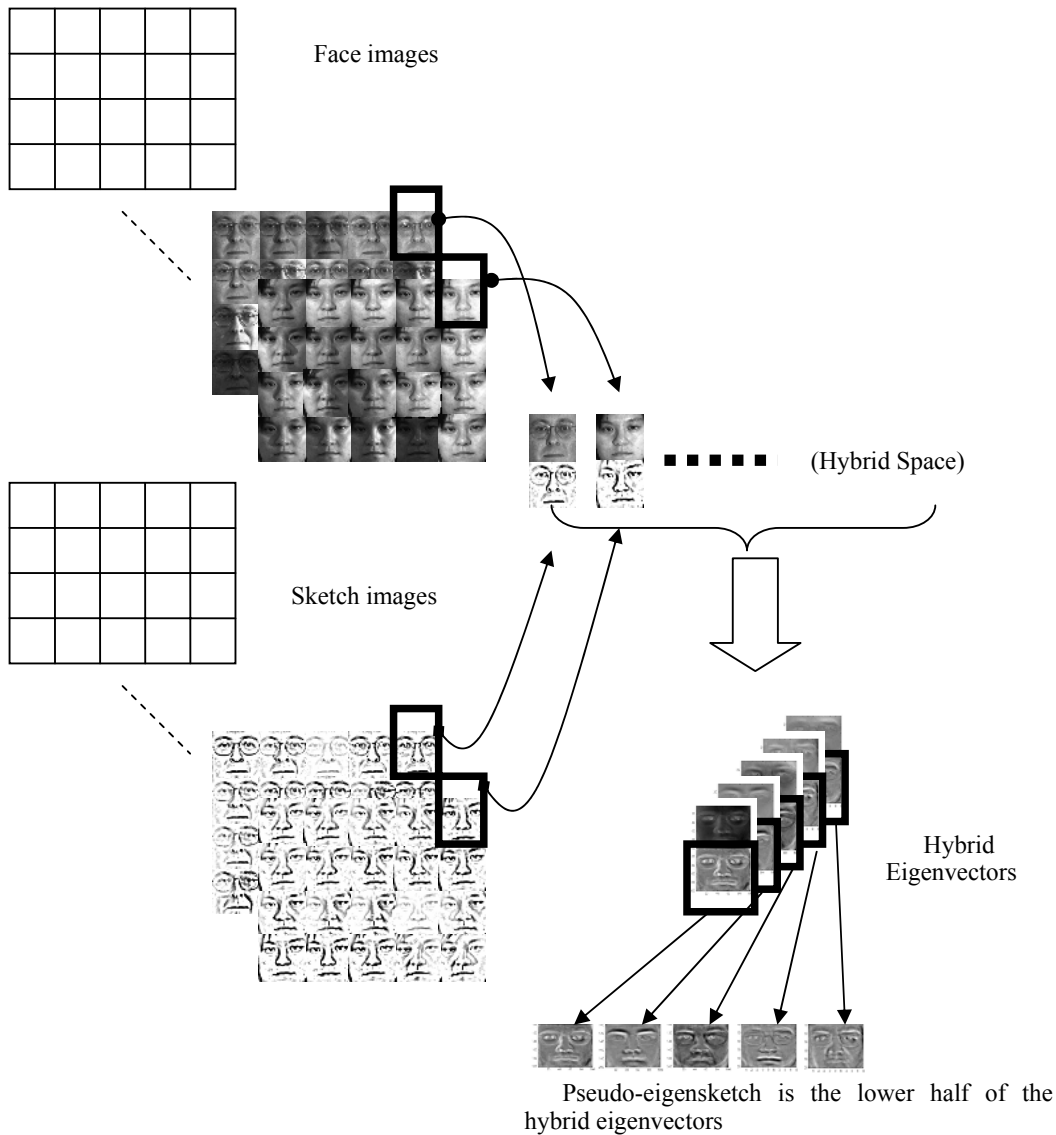 Face images
(Hybrid Space)
Sketch images
Hybrid
Eigenvectors
Pseudo-eigensketch is the lower half of the
hybrid eigenvectors